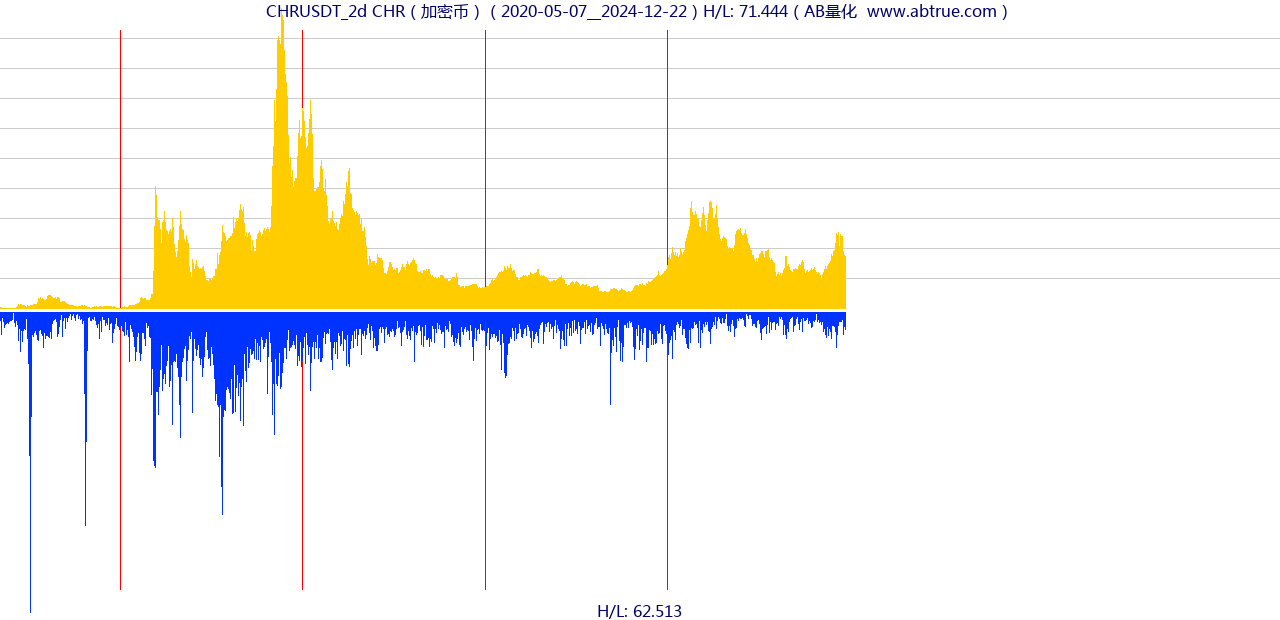 CHRUSDT_2d CHR ( 加密币 ) ( 2020-05-07__2024-12-22 ) H/L: 71.444 ( AB量化  www.abtrue.com )
H/L: 62.513